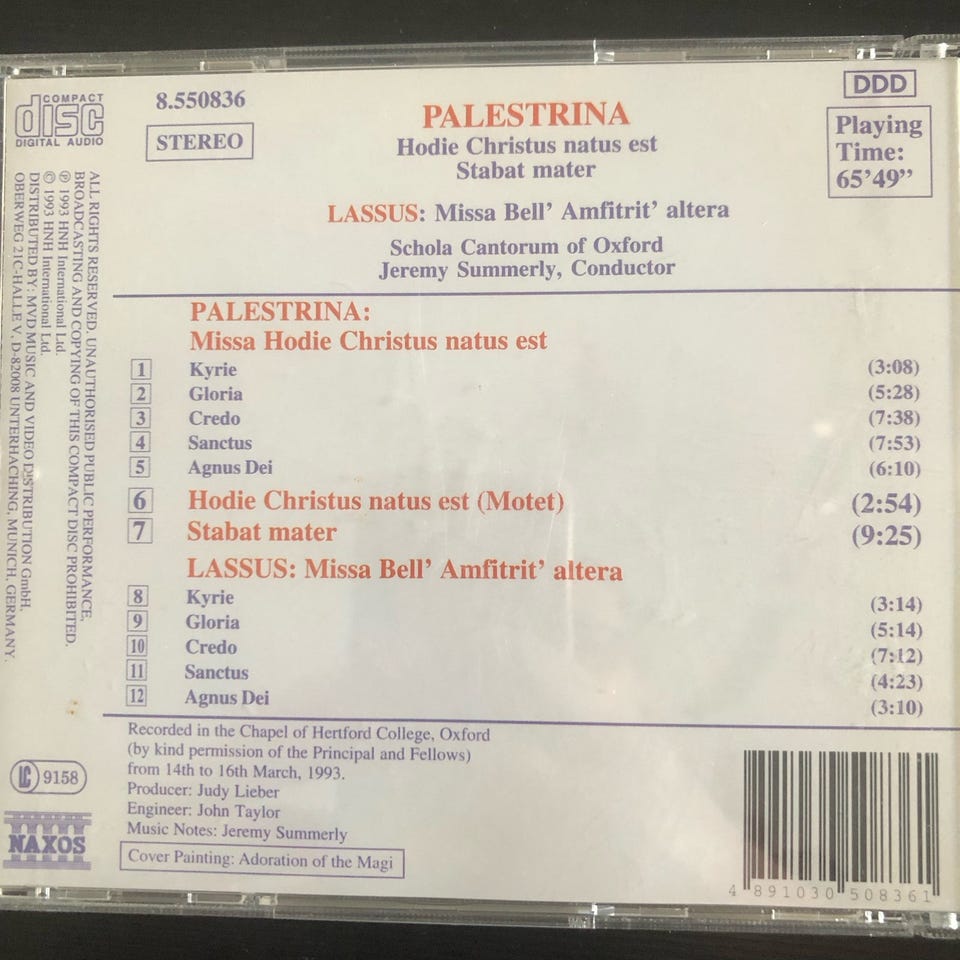 COMPACT
disc
DIGITAL AUDIO
8.550836
STEREO
PALESTRINA
Hodie Christus natus est
Stabat mater
LASSUS: Missa Bell' Amfitrit' altera
Schola Cantorum of Oxford
Jeremy Summerly, Conductor
DDD
Playing
Time:
65'49”
PALESTRINA:
Missa Hodie Christus natus est
1 Kyrie (3:08)
2 Gloria (5:28)
3 Credo (7:38)
4 Sanctus (7:53)
5 Agnus Dei (6:10)
6 Hodie Christus natus est (Motet) (2:54)
7 Stabat mater (9:25)
LASSUS: Missa Bell' Amfitrit' altera
8 Kyrie (3:14)
9 Gloria (5:14)
10 Credo (7:12)
11 Sanctus (4:23)
12 Agnus Dei (3:10)
Recorded in the Chapel of Hertford College, Oxford
(by kind permission of the Principal and Fellows)
from 14th to 16th March, 1993.
Producer: Judy Lieber
Engineer: John Taylor
Music Notes: Jeremy Summerly
Cover Painting: Adoration of the Magi
ALL RIGHTS RESERVED. UNAUTHORISED PUBLIC PERFORMANCE,
BROADCASTING AND COPYING OF THIS COMPACT DISC PROHIBITED.
℗ 1993 HNH International Ltd.
© 1993 HNH International Ltd.
DISTRIBUTED BY: MVD MUSIC AND VIDEO DISTRIBUTION GmbH,
OBERWEG 21C-HALLE V, D-82008 UNTERHACHING, MUNICH, GERMANY.
LC 9158
NAXOS
4 891030 508361